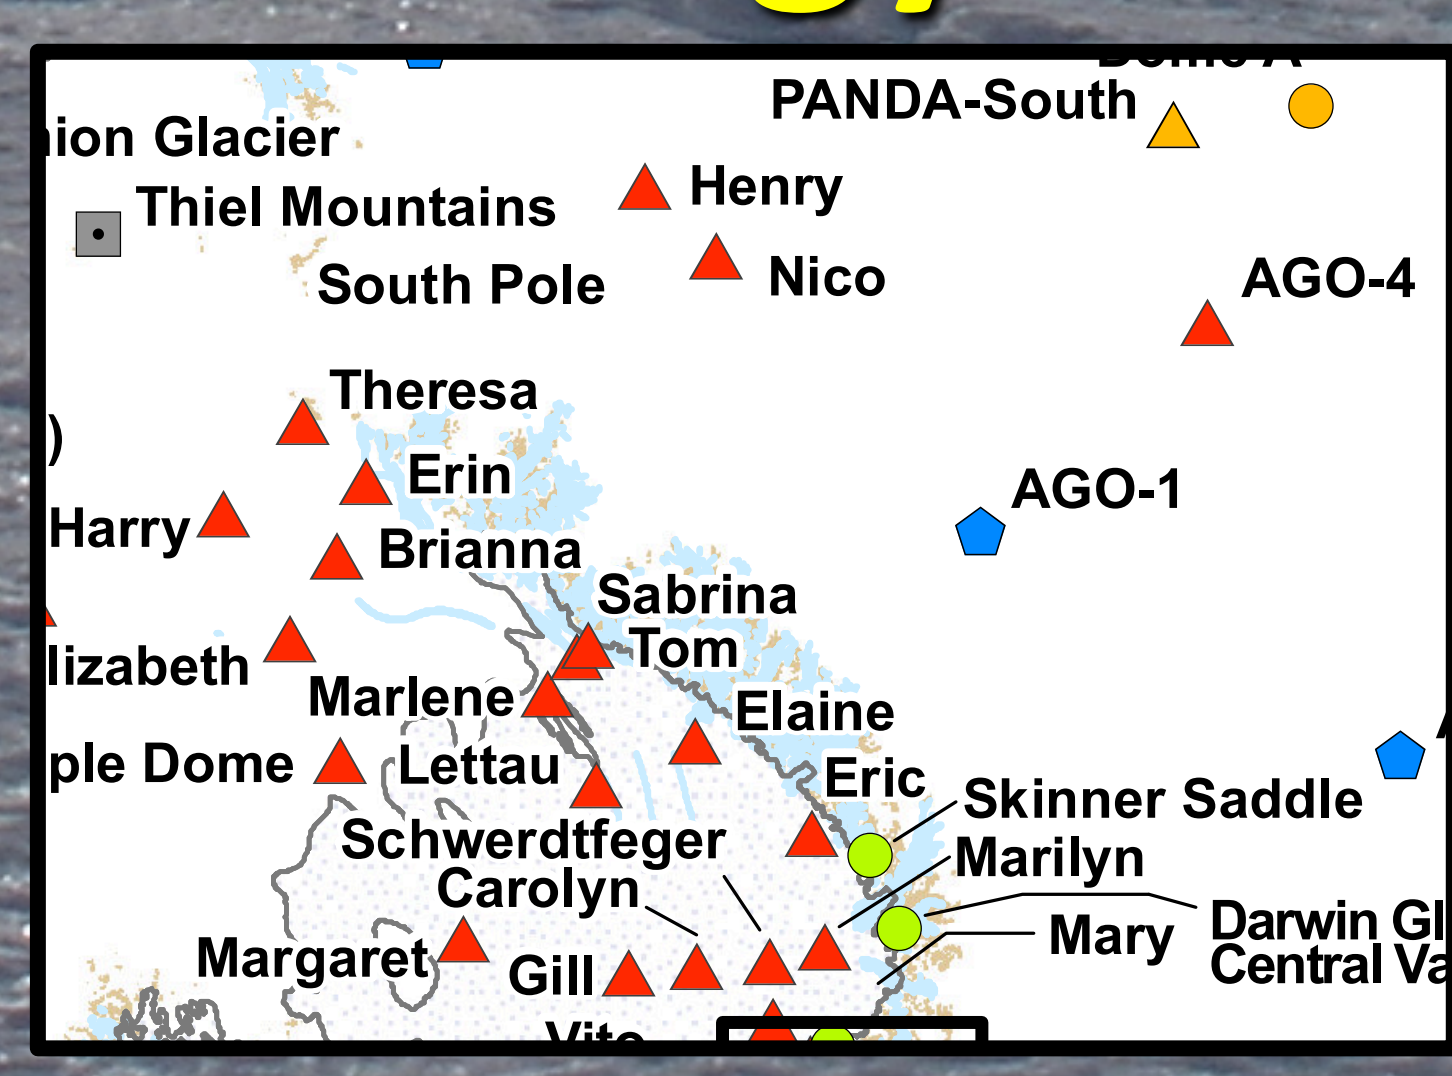 PANDA-South
ion Glacier
Henry
Thiel Mountains
Nico
AGO-4
South Pole
Theresa
)
Erin
AGO-1
Harry
Brianna
Sabrina
Tom
lizabeth
Marlene
Elaine
ple Dome
Lettau
Eric
Skinner Saddle
Schwerdtfeger
Marilyn
Carolyn
Darwin Gl
Mary
Central Va
Margaret
Gill